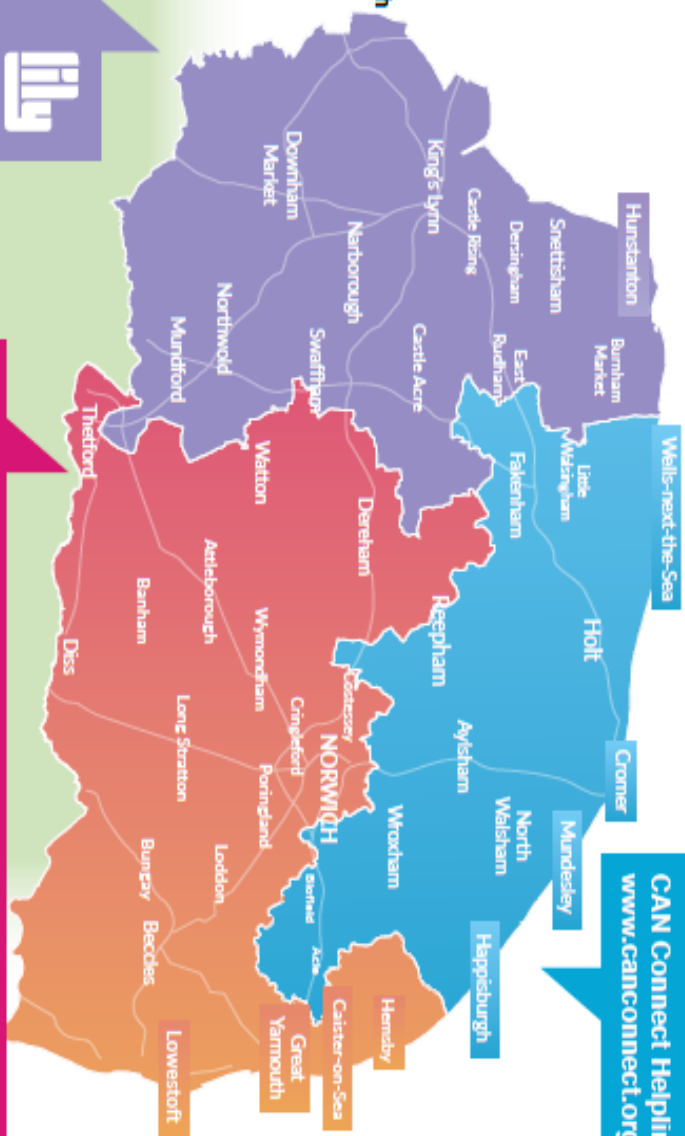 Hunstanton
Burnham
Market
Wells-next-the-Sea
Cromer
Mundesley
CAN Connect
www.canconnect.org
Snettisham
Little
Walsingham
Holt
Dersingham
East
Rudham
Fakenham
North
Walsham
Happisburgh
Castle Rising
Aylsham
King's Lynn
Castle Acre
Reepham
Wroxham
Hemsby
Narborough
Dereham
Caister-on-Sea
Swaffham
Costessey
NORWICH
Blofield
Acle
Downham
Market
Watton
Cringleford
Great
Yarmouth
Northwold
Wymondham
Poringland
Mundford
Attleborough
Long Stratton
Loddon
Lowestoft
Banham
Bungay
Beccles
Thetford
Diss
lily